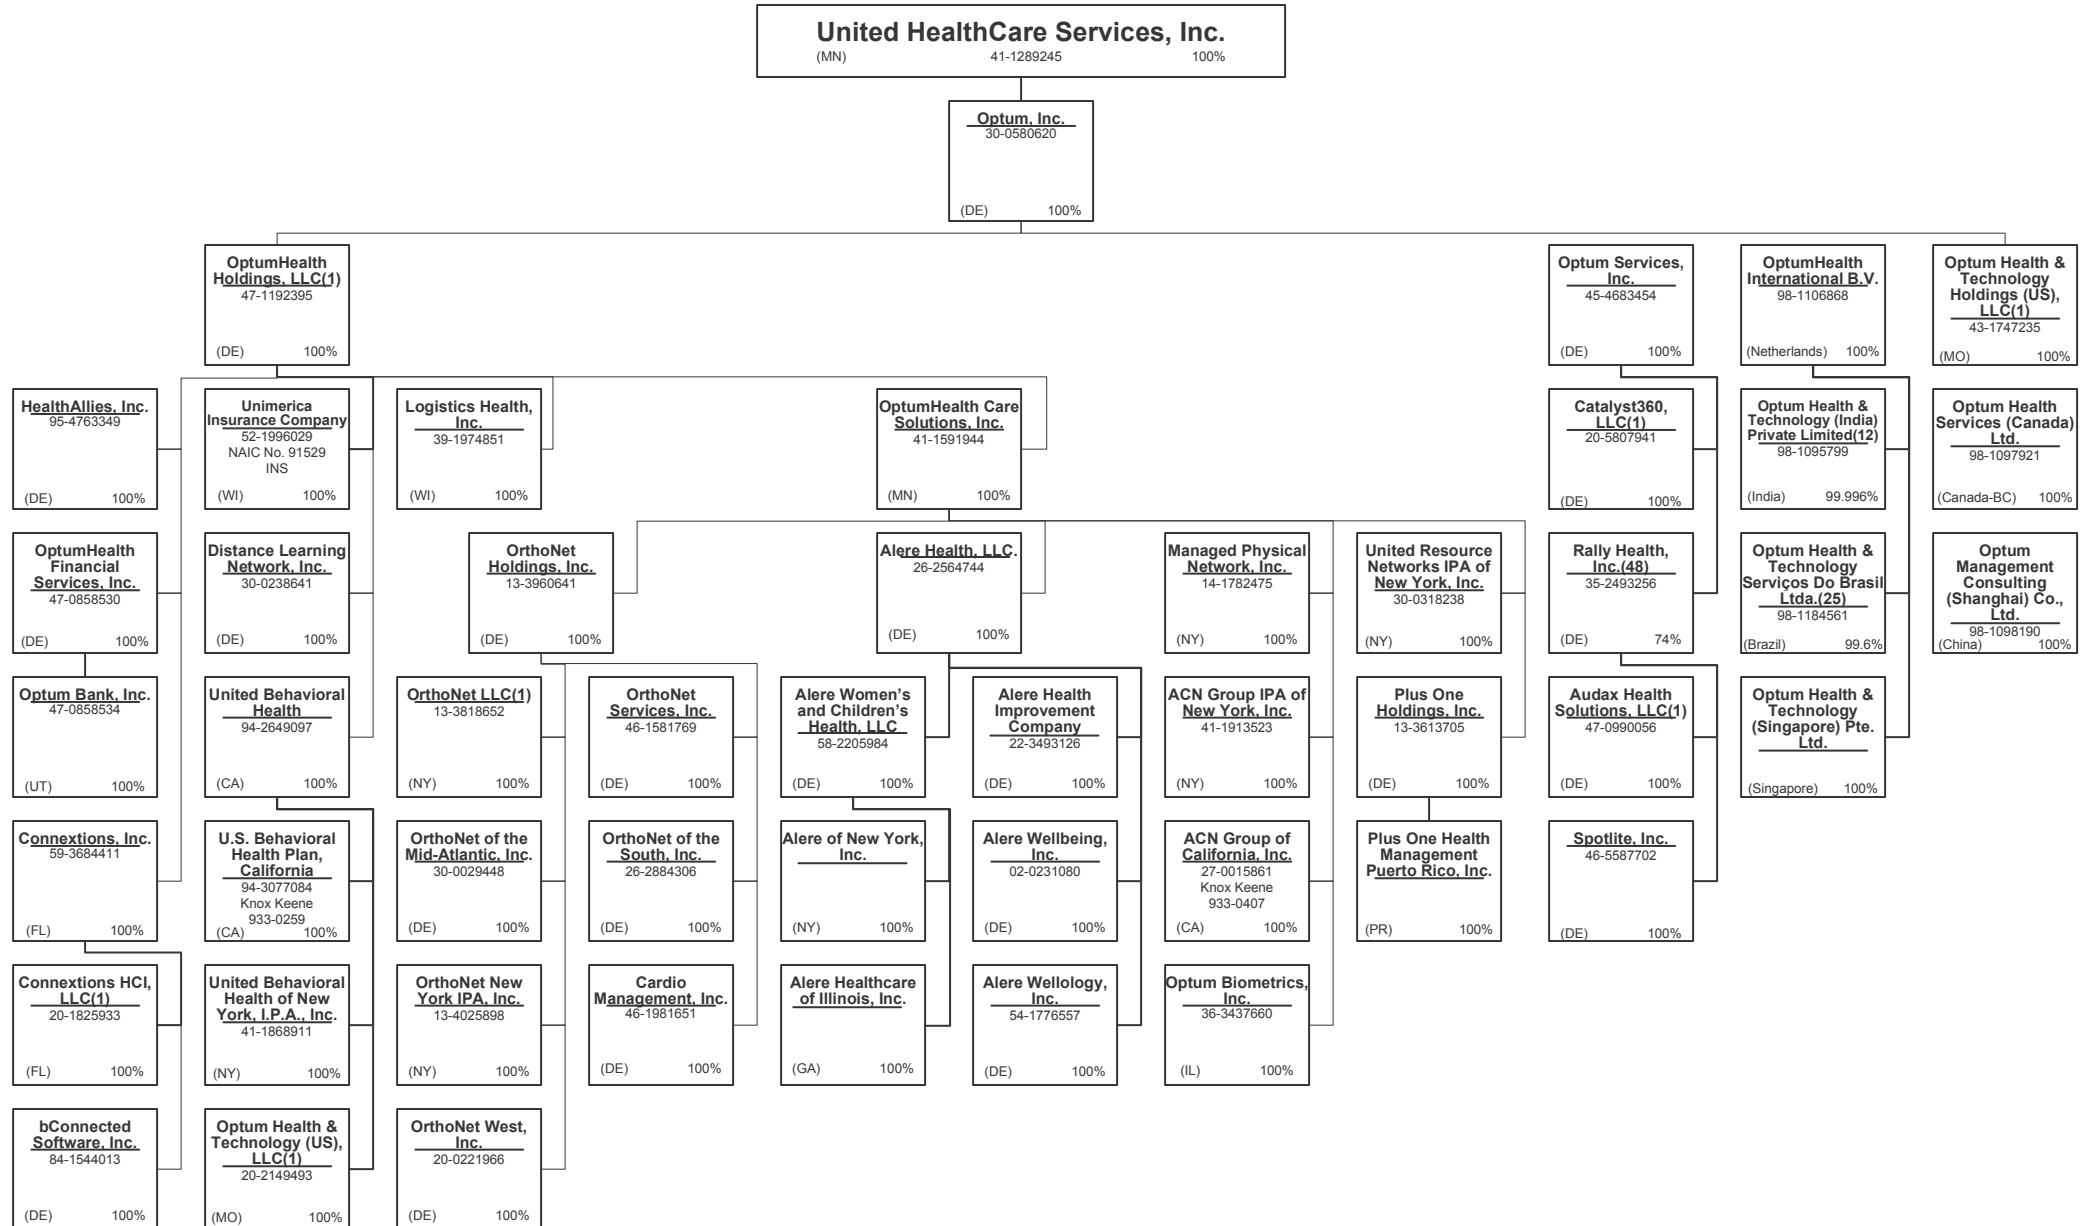 United HealthCare Services, Inc.
(MN) 41-1289245 100%
Optum, Inc.
30-0580620
(DE) 100%
OptumHealth
Holdings, LLC(1)
47-1192395
(DE) 100%
Optum Services,
Inc.
45-4683454
(DE) 100%
OptumHealth
International B.V.
98-1106868
(Netherlands) 100%
Optum Health &
Technology
Holdings (US),
LLC(1)
43-1747235
(MO) 100%
HealthAllies, Inc.
95-4763349
(DE) 100%
Unimerica
Insurance Company
52-1996029
NAIC No. 91529
INS
(WI) 100%
Logistics Health,
Inc.
39-1974851
(WI) 100%
OptumHealth Care
Solutions, Inc.
41-1591944
(MN) 100%
Catalyst360,
LLC(1)
20-5807941
(DE) 100%
Optum Health &
Technology (India)
Private Limited(12)
98-1095799
(India) 99.996%
Optum Health
Services (Canada)
Ltd.
98-1097921
(Canada-BC) 100%
OptumHealth
Financial
Services, Inc.
47-0858530
(DE) 100%
Distance Learning
Network, Inc.
30-0238641
(DE) 100%
OrthoNet
Holdings, Inc.
13-3960641
(DE) 100%
Alere Health, LLC.
26-2564744
(DE) 100%
Managed Physical
Network, Inc.
14-1782475
(NY) 100%
United Resource
Networks IPA of
New York, Inc.
30-0318238
(NY) 100%
Rally Health,
Inc.(48)
35-2493256
(DE) 74%
Optum Health &
Technology
Serviços Do Brasil
Ltda.(25)
98-1184561
(Brazil) 99.6%
Optum
Management
Consulting
(Shanghai) Co.,
Ltd.
98-1098190
(China) 100%
Optum Bank, Inc.
47-0858534
(UT) 100%
United Behavioral
Health
94-2649097
(CA) 100%
OrthoNet LLC(1)
13-3818652
(NY) 100%
OrthoNet
Services, Inc.
46-1581769
(DE) 100%
Alere Women's
and Children's
Health, LLC
58-2205984
(DE) 100%
Alere Health
Improvement
Company
22-3493126
(DE) 100%
ACN Group IPA of
New York, Inc.
41-1913523
(NY) 100%
Plus One
Holdings, Inc.
13-3613705
(DE) 100%
Audax Health
Solutions, LLC(1)
47-0990056
(DE) 100%
Optum Health &
Technology
(Singapore) Pte.
Ltd.
(Singapore) 100%
Connextions, Inc.
59-3684411
(FL) 100%
U.S. Behavioral
Health Plan,
California
94-3077084
Knox Keene
933-0259
(CA) 100%
OrthoNet of the
Mid-Atlantic, Inc.
30-0029448
(DE) 100%
OrthoNet of the
South, Inc.
26-2884306
(DE) 100%
Alere of New York,
Inc.
(NY) 100%
Alere Wellbeing,
Inc.
02-0231080
(DE) 100%
ACN Group of
California, Inc.
27-0015861
Knox Keene
933-0407
(CA) 100%
Plus One Health
Management
Puerto Rico, Inc.
(PR) 100%
Spotlite, Inc.
46-5587702
(DE) 100%
Connextions HCI,
LLC(1)
20-1825933
(FL) 100%
United Behavioral
Health of New
York, I.P.A., Inc.
41-1868911
(NY) 100%
OrthoNet New
York IPA, Inc.
13-4025898
(NY) 100%
Cardio
Management, Inc.
46-1981651
(DE) 100%
Alere Healthcare
of Illinois, Inc.
(GA) 100%
Alere Wellology,
Inc.
54-1776557
(DE) 100%
Optum Biometrics,
Inc.
36-3437660
(IL) 100%
bConnected
Software, Inc.
84-1544013
(DE) 100%
Optum Health &
Technology (US),
LLC(1)
20-2149493
(MO) 100%
OrthoNet West,
Inc.
20-0221966
(DE) 100%